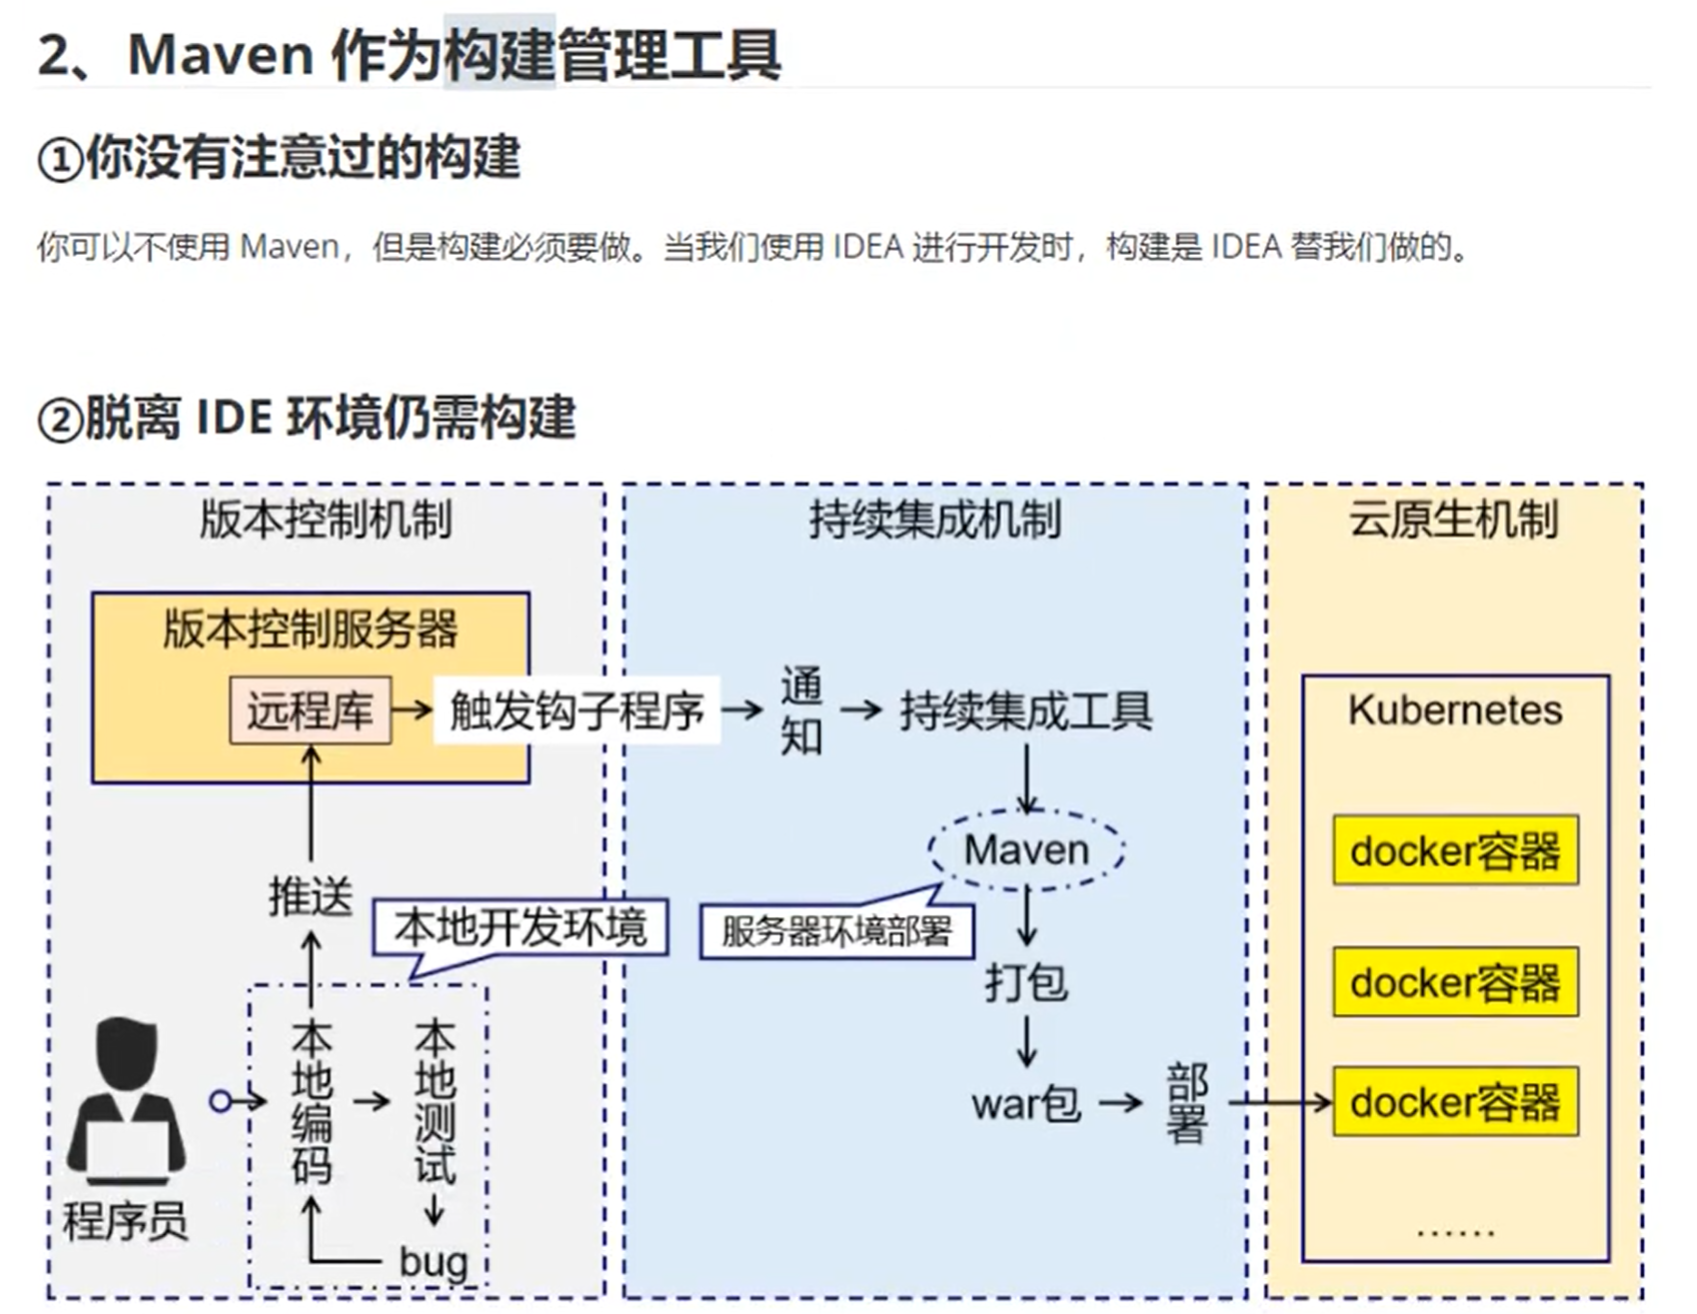 2、Maven 作为构建管理工具
①你没有注意过的构建
你可以不使用 Maven，但是构建必须要做。当我们使用 IDEA 进行开发时，构建是 IDEA 替我们做的。
②脱离 IDE 环境仍需构建
版本控制机制
版本控制服务器
远程库
触发钩子程序
推送
本地开发环境
本地编码
本地测试
bug
程序员
持续集成机制
通知
持续集成工具
Maven
服务器环境部署
打包
war包
部署
云原生机制
Kubernetes
docker容器
docker容器
docker容器
……